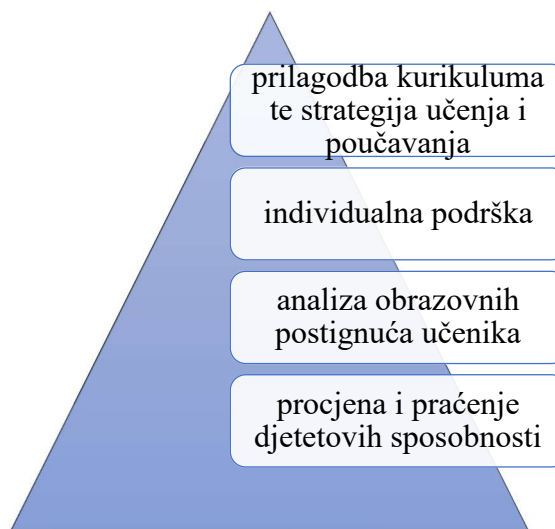 prilagodba kurikuluma
te strategija učenja i
poučavanja
individualna podrška
analiza obrazovnih
postignuća učenika
procjena i praćenje
djetetovih sposobnosti